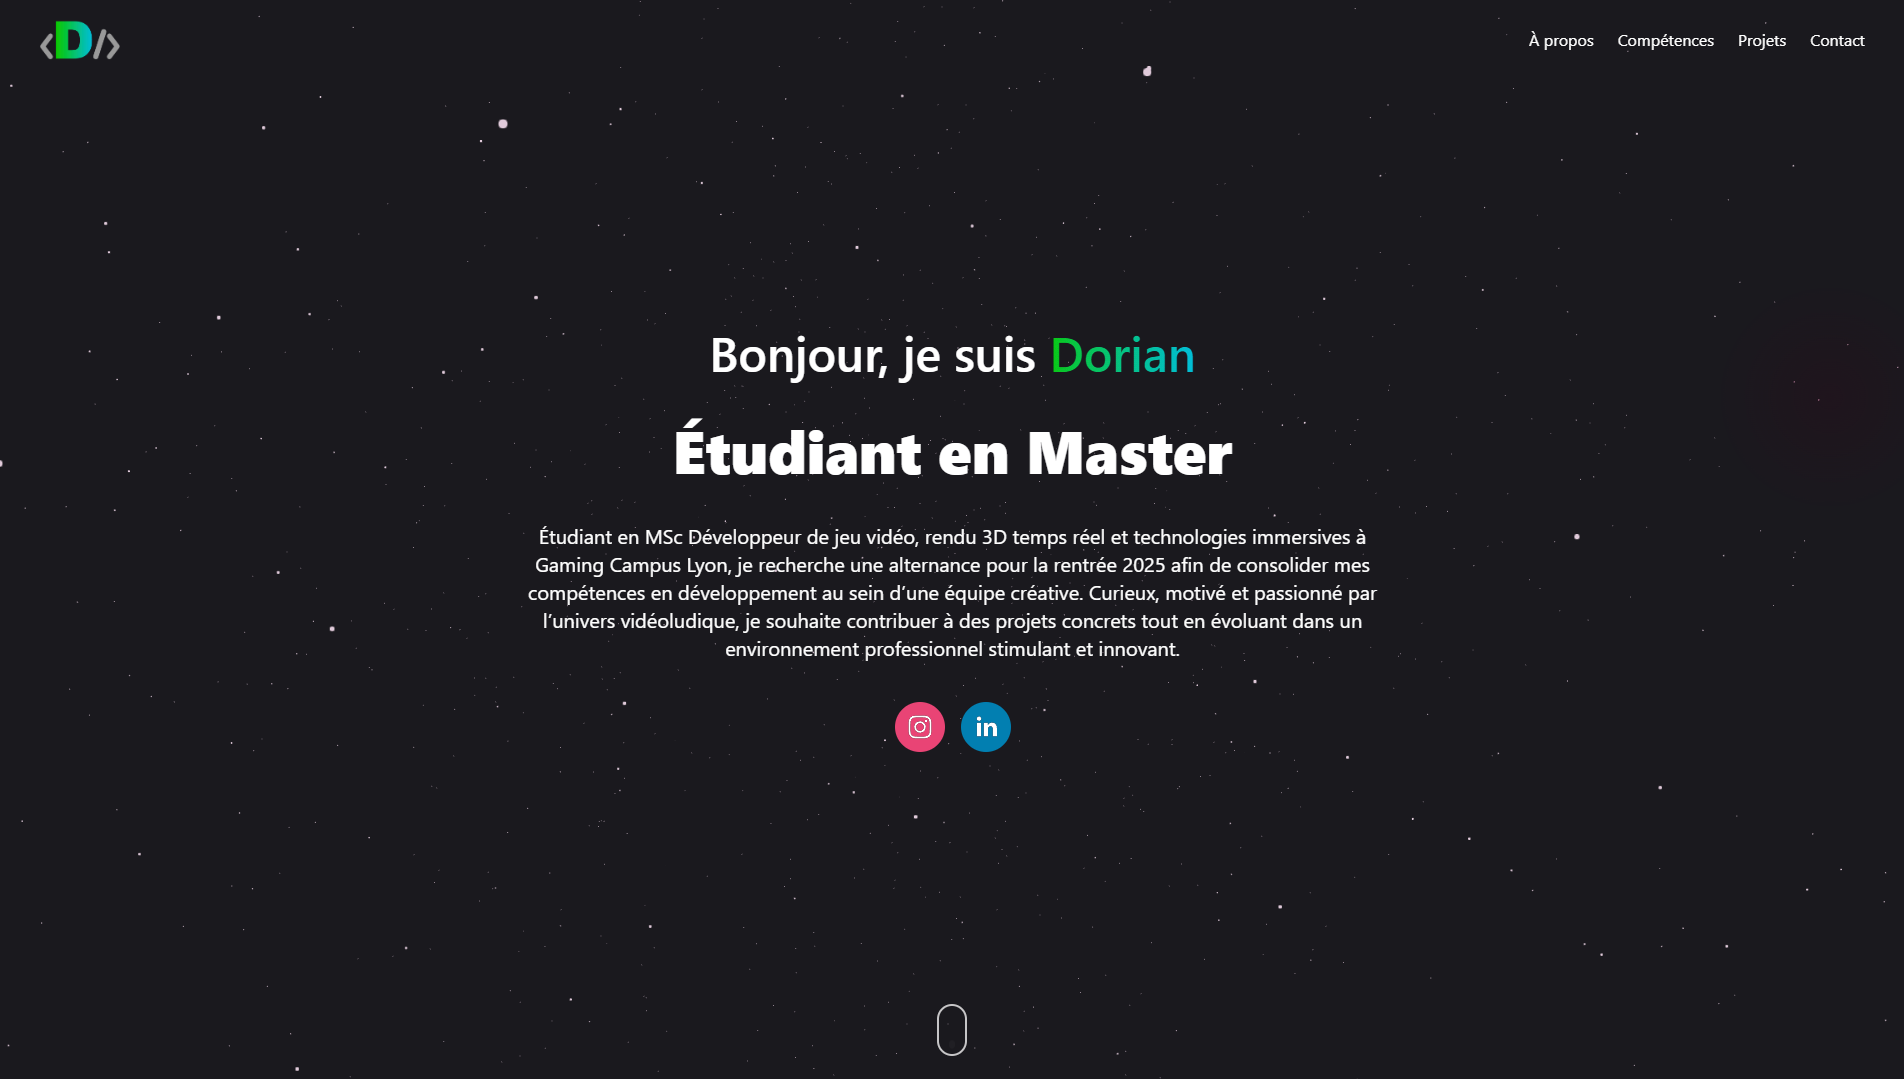 <D/>
À propos Compétences Projets Contact
Bonjour, je suis Dorian
Étudiant en Master
Étudiant en MSc Développeur de jeu vidéo, rendu 3D temps réel et technologies immersives à
Gaming Campus Lyon, je recherche une alternance pour la rentrée 2025 afin de consolider mes
compétences en développement au sein d’une équipe créative. Curieux, motivé et passionné par
l’univers vidéoludique, je souhaite contribuer à des projets concrets tout en évoluant dans un
environnement professionnel stimulant et innovant.
in